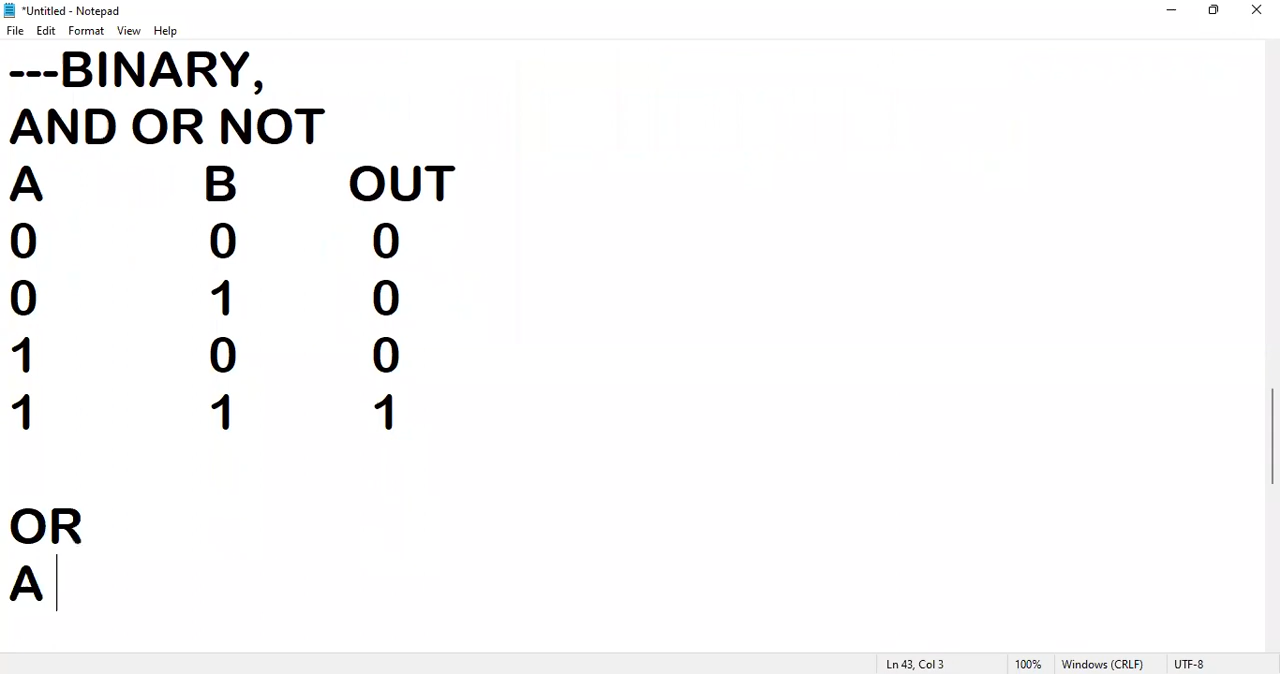 *Untitled - Notepad
File Edit Format View Help
---BINARY,
AND OR NOT
A B OUT
0 0 0
0 1 0
1 0 0
1 1 1
OR
A
Ln 43, Col 3 100% Windows (CRLF) UTF-8